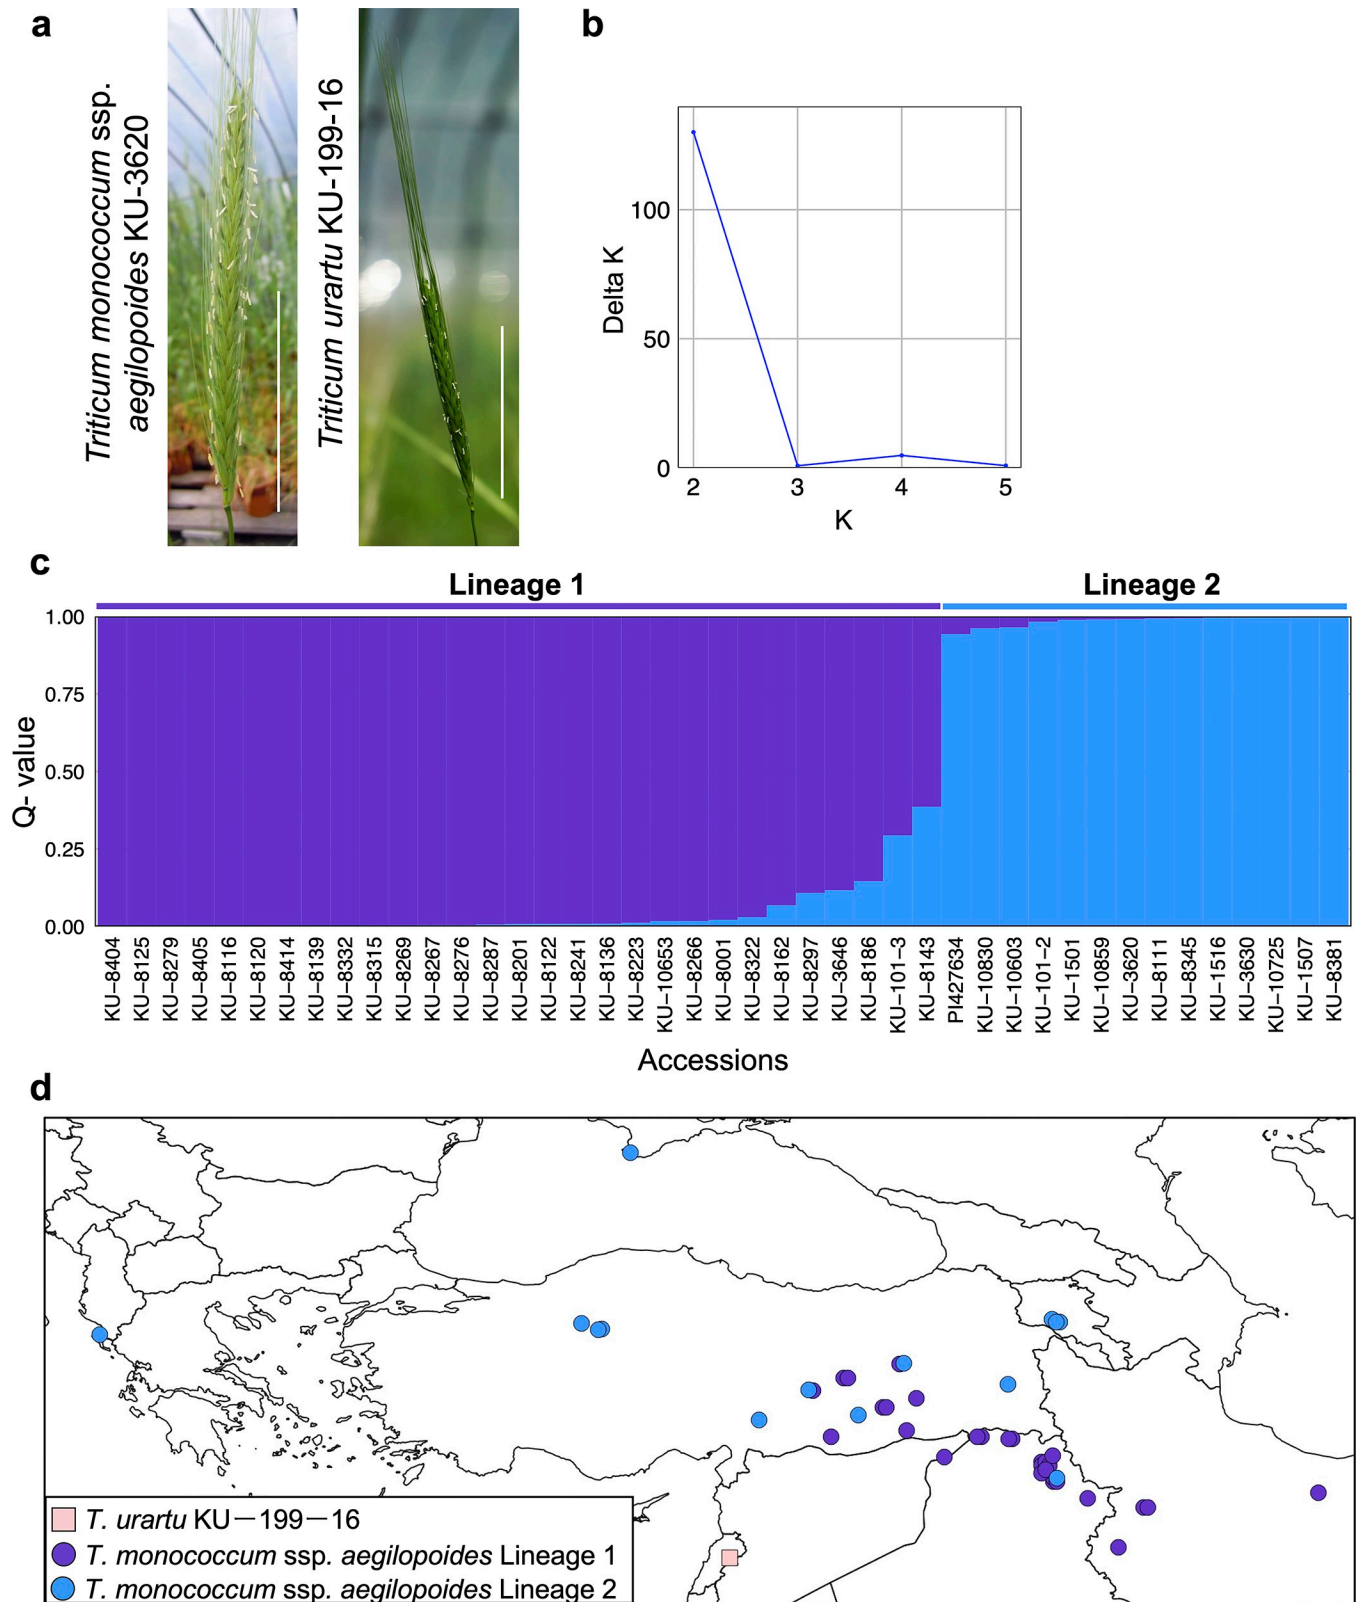 a
b
Triticum monococcum ssp.
aegilopoides KU-3620
Triticum urartu KU-199-16
100
50
0
Delta K
2 3 4 5
K
c
Lineage 1 Lineage 2
1.00
0.75
0.50
0.25
0.00
Q- value
KU−8404
KU−8125
KU−8279
KU−8405
KU−8116
KU−8120
KU−8414
KU−8139
KU−8332
KU−8315
KU−8269
KU−8267
KU−8276
KU−8287
KU−8201
KU−8122
KU−8241
KU−8136
KU−8223
KU−10653
KU−8266
KU−8001
KU−8322
KU−8162
KU−8297
KU−3646
KU−8186
KU−101−3
KU−8143
PI427634
KU−10830
KU−10603
KU−101−2
KU−1501
KU−10859
KU−3620
KU−8111
KU−8345
KU−1516
KU−3630
KU−10725
KU−1507
KU−8381
Accessions
d
T. urartu KU−199−16
T. monococcum ssp. aegilopoides Lineage 1
T. monococcum ssp. aegilopoides Lineage 2